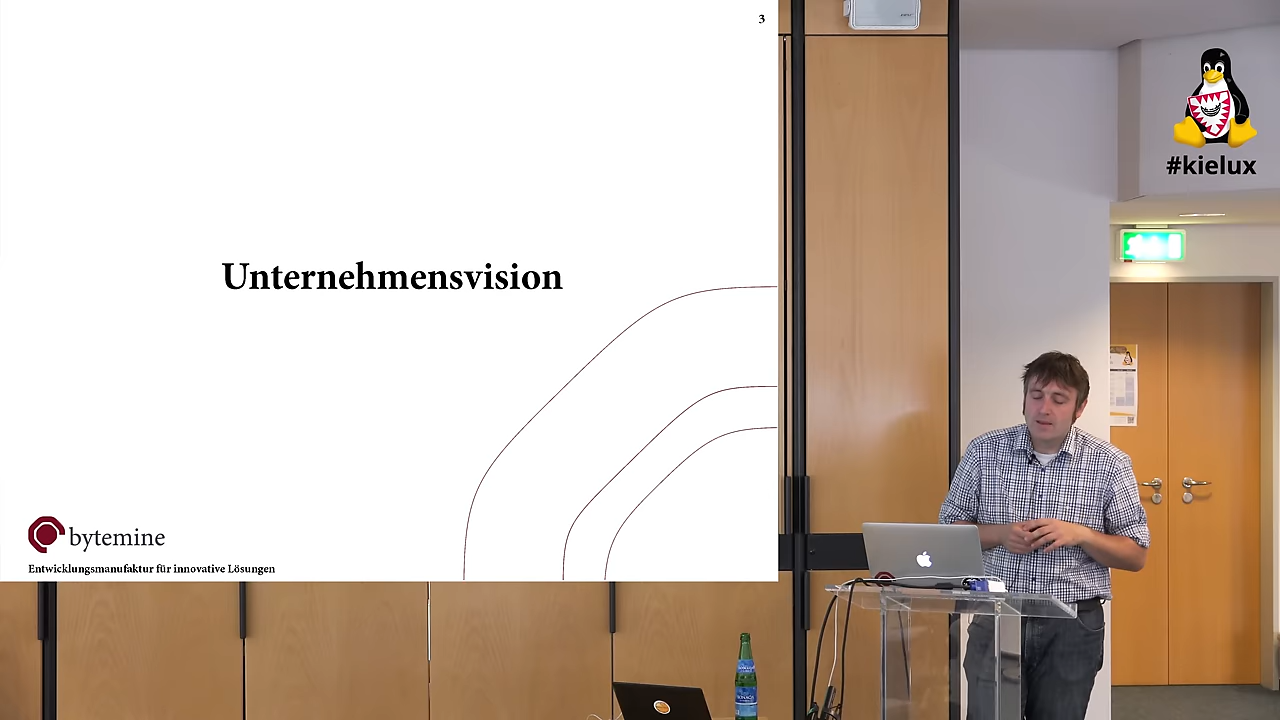 3
Unternehmensvision
bytemine
Entwicklungsmanufaktur für innovative Lösungen
#kielux